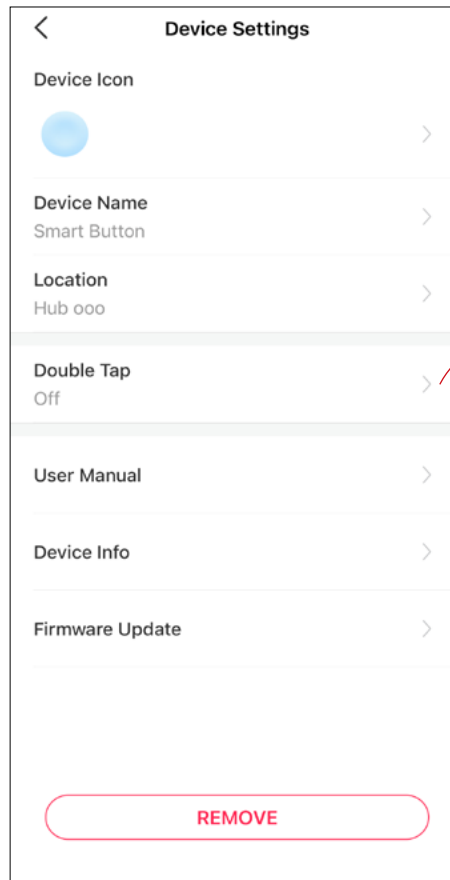 Device Settings
Device Icon
Device Name
Smart Button
Location
Hub ooo
Double Tap
Off
User Manual
Device Info
Firmware Update
REMOVE